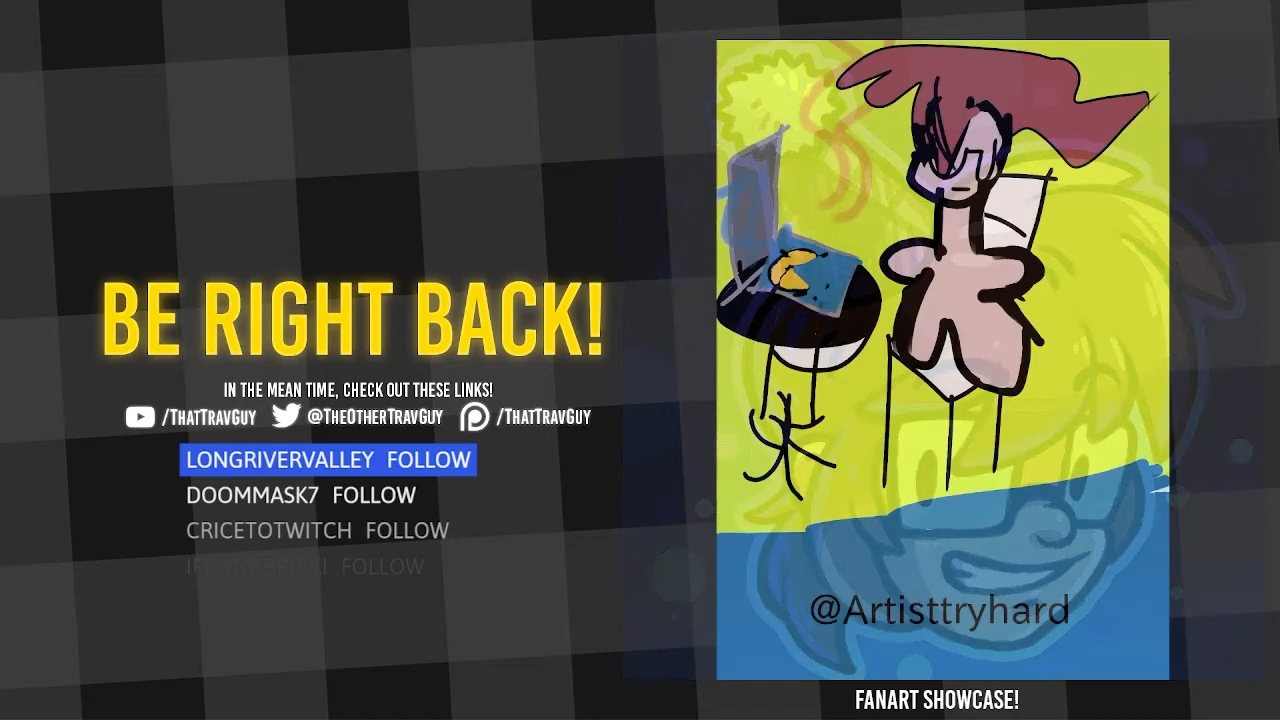 BE RIGHT BACK!
IN THE MEAN TIME, CHECK OUT THESE LINKS!
/THATTRAVGUY @THEOTHERTRAVGUY /THATTRAVGUY
LONGRIVERVALLEY FOLLOW
DOOMMASK7 FOLLOW
CRICETOTWITCH FOLLOW
FOLLOW
@Artisttryhard
FANART SHOWCASE!